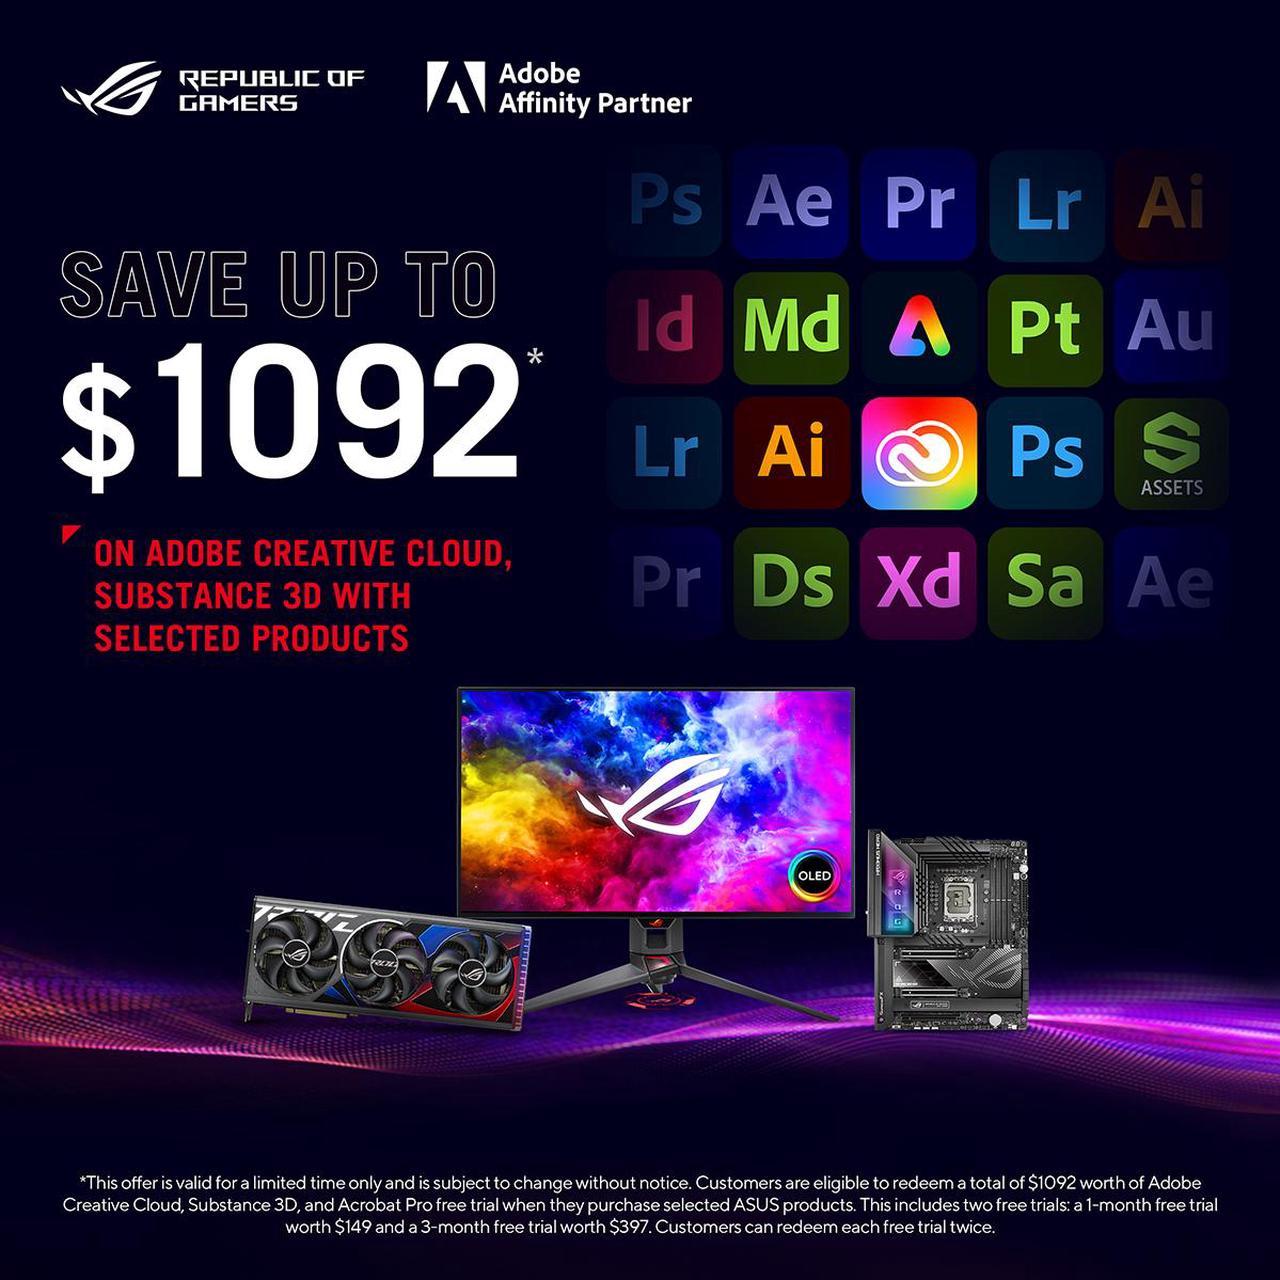 REPUBLIC OF
GAMERS
Adobe
Affinity Partner
Ps Ae Pr Lr Ai
SAVE UP TO
Id Md Pt Au
$1092*
Lr Ai Ps S
ASSETS
ON ADOBE CREATIVE CLOUD,
SUBSTANCE 3D WITH
SELECTED PRODUCTS
Pr Ds Xd Sa Ae
OLED
ROG
*This offer is valid for a limited time only and is subject to change without notice. Customers are eligible to redeem a total of $1092 worth of Adobe
Creative Cloud, Substance 3D, and Acrobat Pro free trial when they purchase selected ASUS products. This includes two free trials: a 1-month free trial
worth $149 and a 3-month free trial worth $397. Customers can redeem each free trial twice.